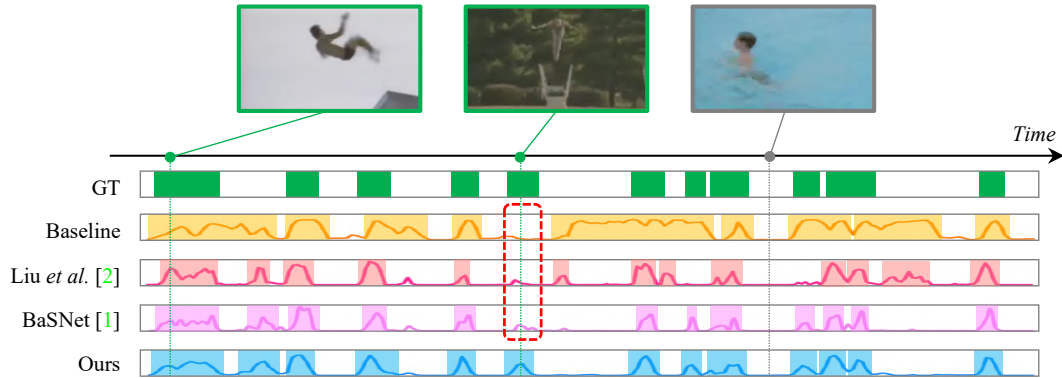 Time
GT
Baseline
Liu et al. [2]
BaSNet [1]
Ours